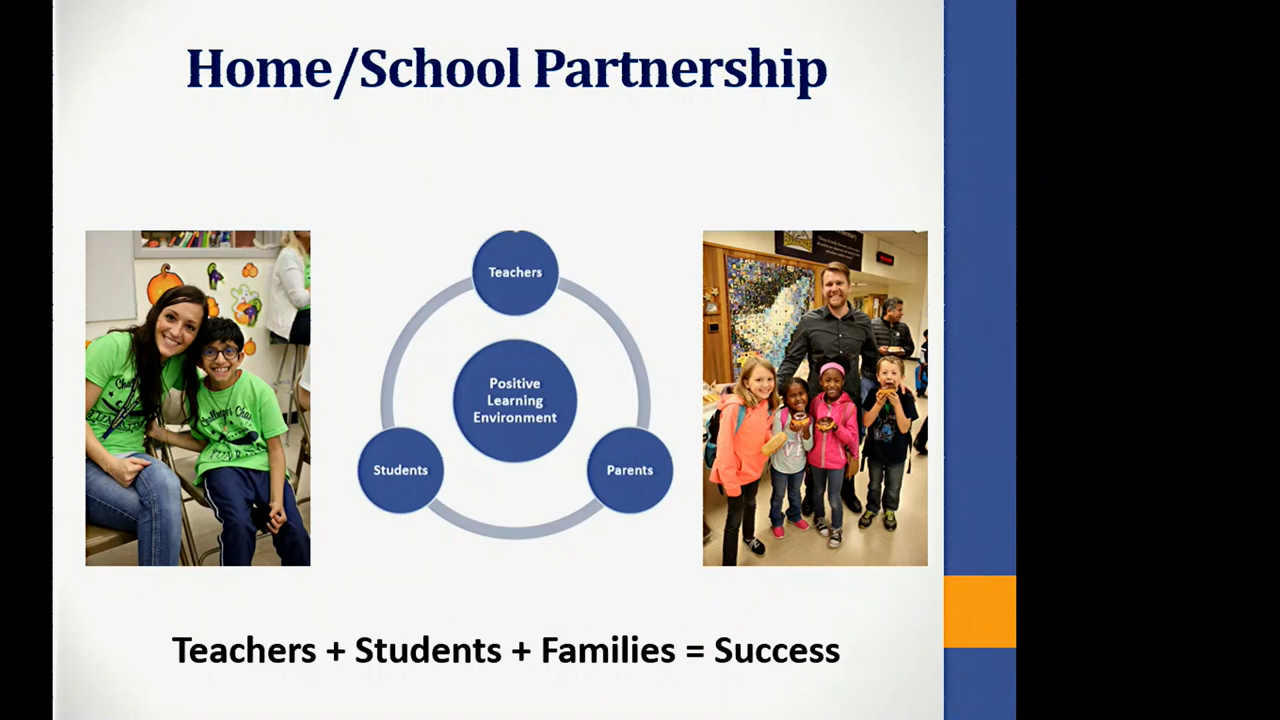 Home/School Partnership
Teachers
Positive
Learning
Environment
Students
Parents
Teachers + Students + Families = Success